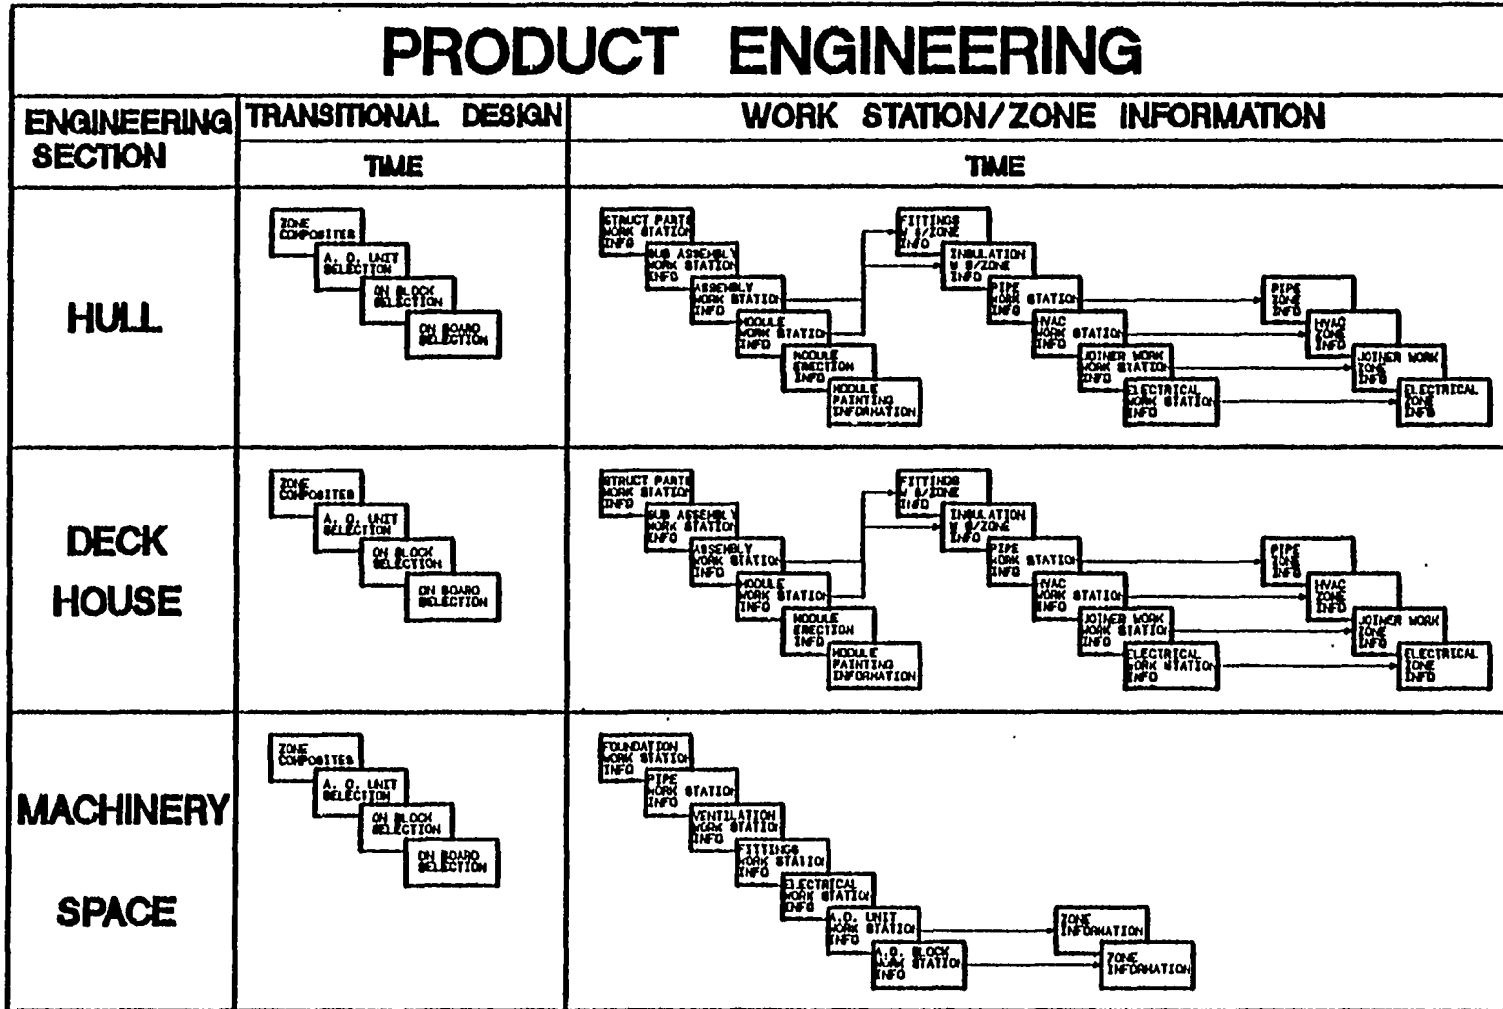 PRODUCT ENGINEERING
ENGINEERING
SECTION
TRANSITIONAL DESIGN
WORK STATION/ZONE INFORMATION
TIME
TIME
HULL
ZONE
COMPOSITES
A. O. UNIT
SELECTION
ON BLOCK
SELECTION
ON BOARD
SELECTION
STRUCT PARTS
WORK STATION
INFO
SUB ASSEMBLY
WORK STATION
INFO
ASSEMBLY
WORK STATION
INFO
MODULE
WORK STATION
INFO
MODULE
ERECTION
INFO
MODULE
PAINTING
INFORMATION
FITTINGS
W S/ZONE
INFO
INSULATION
W S/ZONE
INFO
PIPE
WORK STATION
INFO
HVAC
WORK STATION
INFO
JOINER WORK
WORK STATION
INFO
ELECTRICAL
WORK STATION
INFO
PIPE
ZONE
INFO
HVAC
ZONE
INFO
JOINER WORK
ZONE
INFO
ELECTRICAL
ZONE
INFO
DECK
HOUSE
ZONE
COMPOSITES
A. O. UNIT
SELECTION
ON BLOCK
SELECTION
ON BOARD
SELECTION
STRUCT PARTS
WORK STATION
INFO
SUB ASSEMBLY
WORK STATION
INFO
ASSEMBLY
WORK STATION
INFO
MODULE
WORK STATION
INFO
MODULE
ERECTION
INFO
MODULE
PAINTING
INFORMATION
FITTINGS
W S/ZONE
INFO
INSULATION
W S/ZONE
INFO
PIPE
WORK STATION
INFO
HVAC
WORK STATION
INFO
JOINER WORK
WORK STATION
INFO
ELECTRICAL
WORK STATION
INFO
PIPE
ZONE
INFO
HVAC
ZONE
INFO
JOINER WORK
ZONE
INFO
ELECTRICAL
ZONE
INFO
MACHINERY
SPACE
ZONE
COMPOSITES
A. O. UNIT
SELECTION
ON BLOCK
SELECTION
ON BOARD
SELECTION
FOUNDATION
WORK STATION
INFO
PIPE
WORK STATION
INFO
VENTILATION
WORK STATION
INFO
FITTINGS
WORK STATION
INFO
ELECTRICAL
WORK STATION
INFO
A.O. UNIT
WORK STATION
INFO
A.O. BLOCK
WORK STATION
INFO
ZONE
INFORMATION
ZONE
INFORMATION